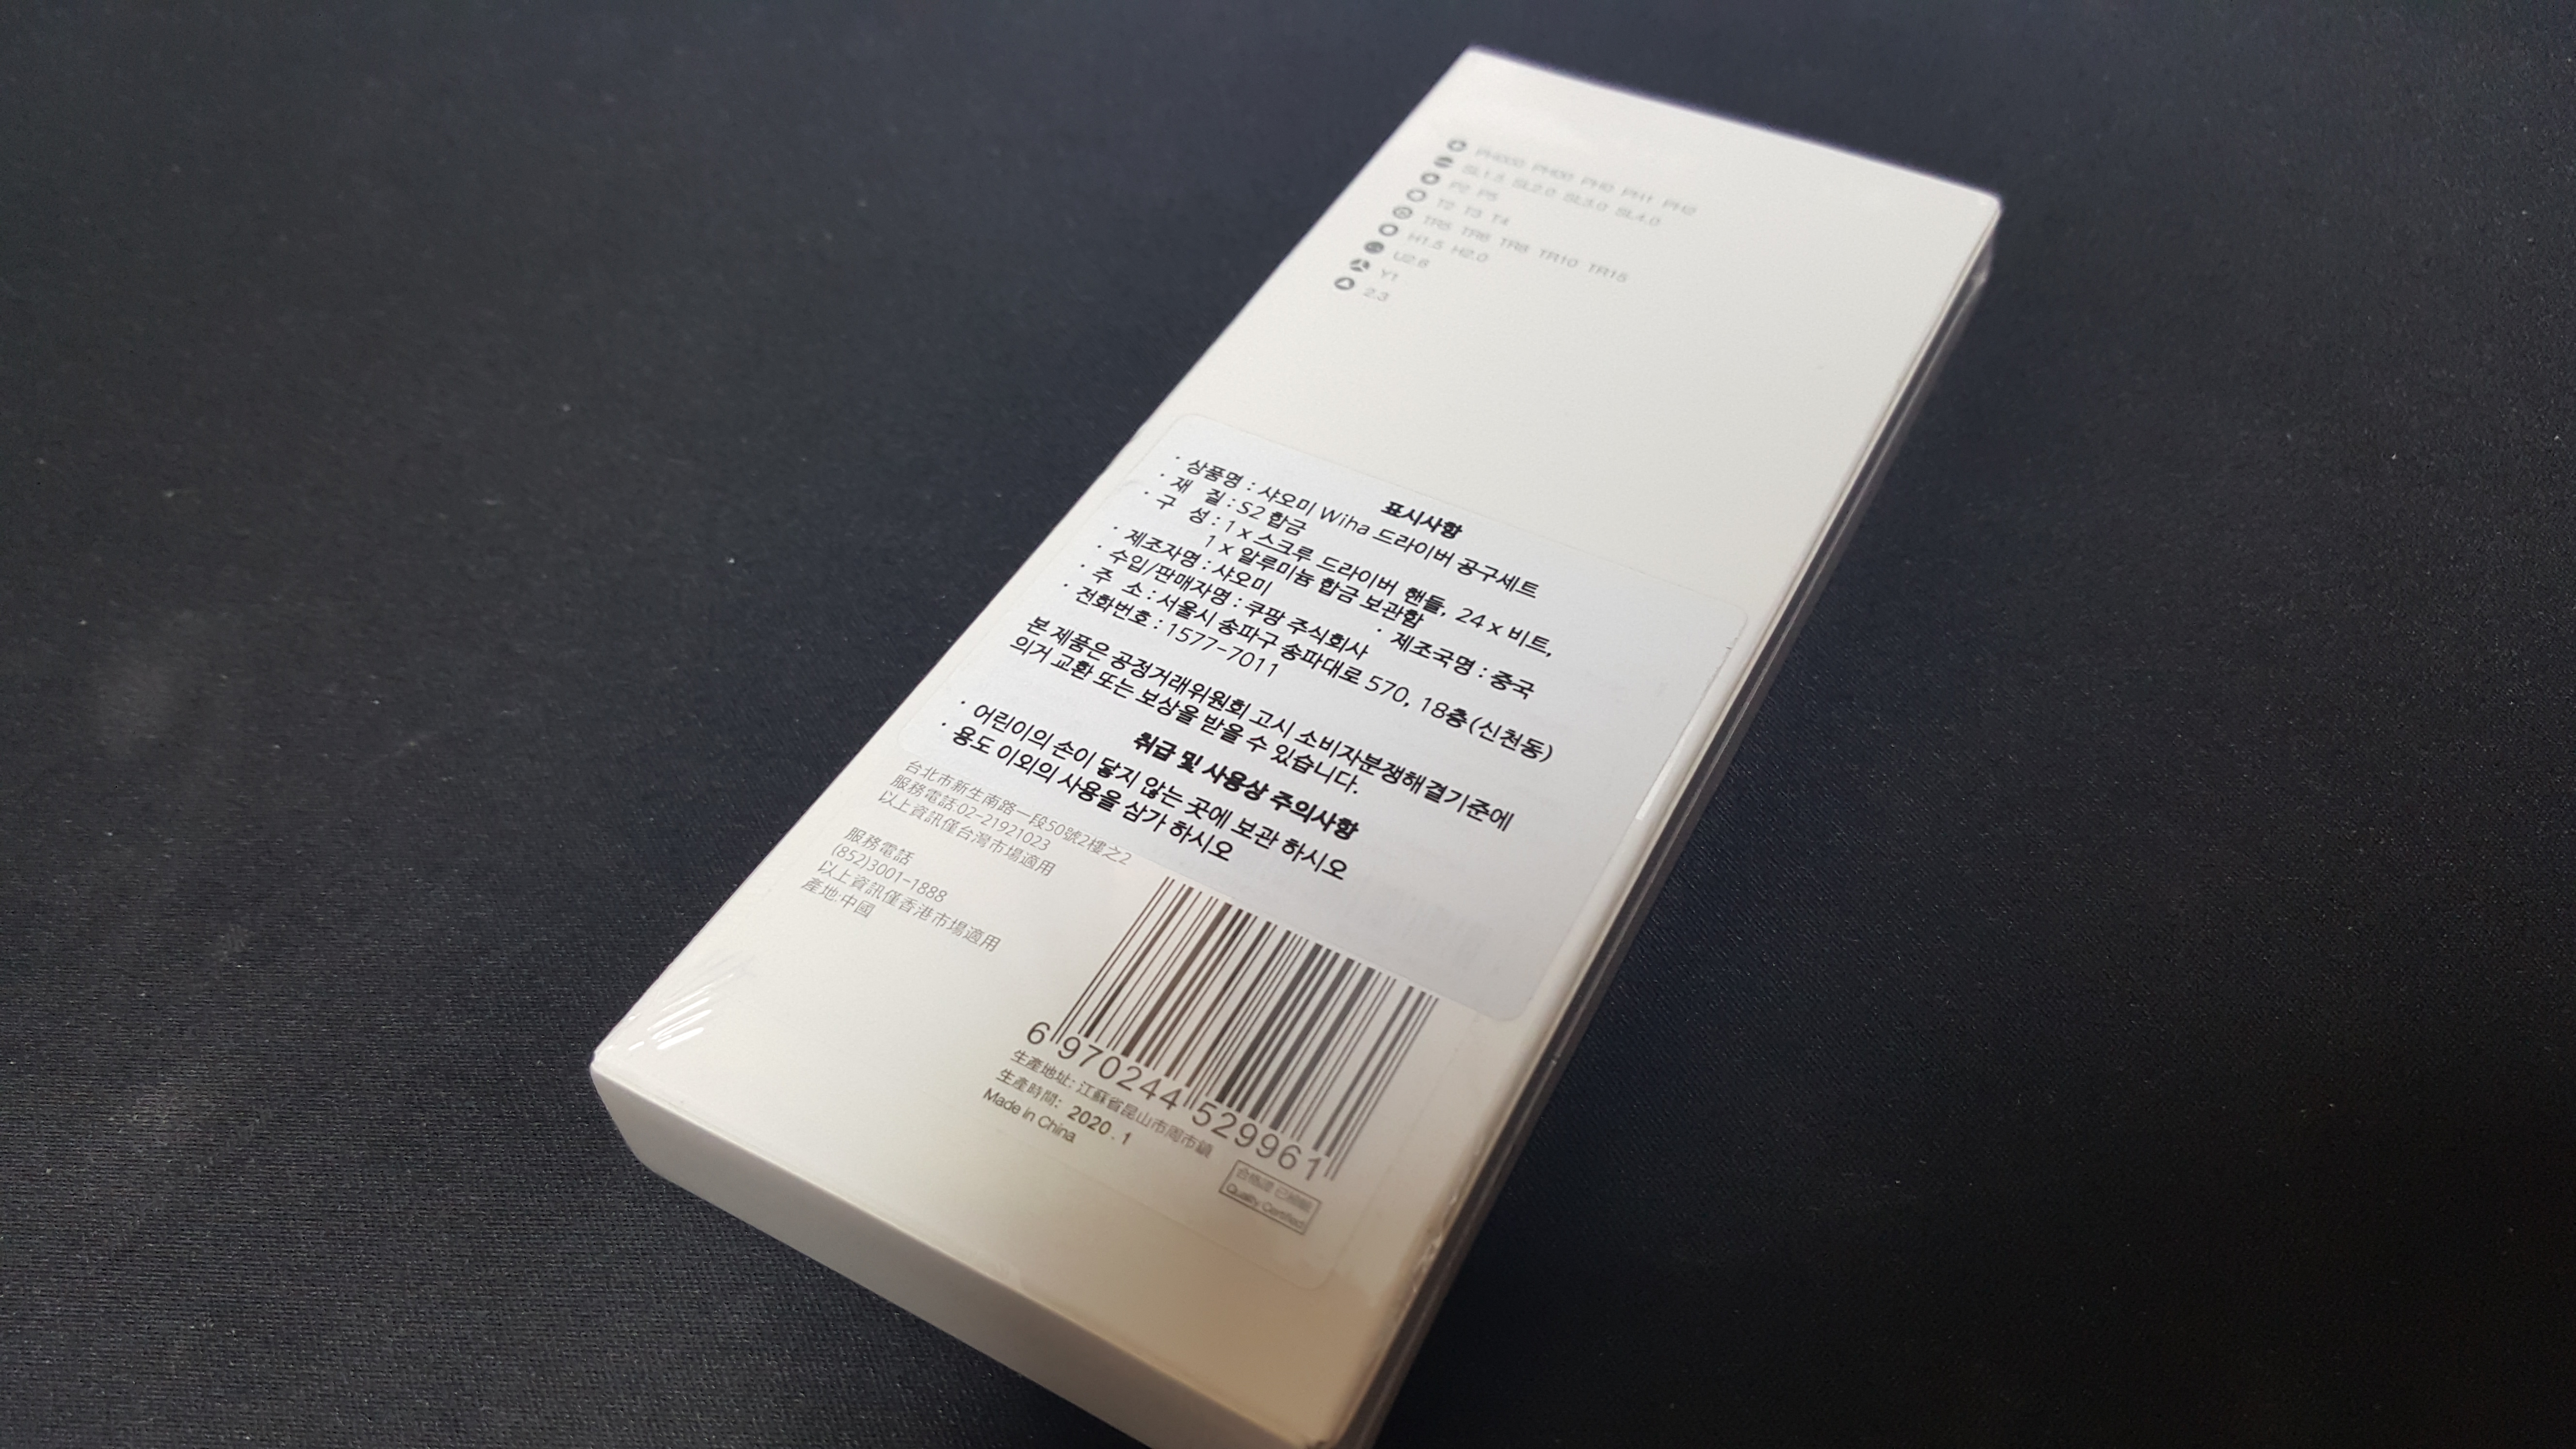 PH000 PH00 PH0 PH1 PH2
SL1.5 SL2.0 SL3.0 SL4.0
P2 P5
T2 T3 T4
TR5 TR6 TR8 TR10 TR15
H1.5 H2.0
U2.6
Y1
2.3
표시사항
· 상품명 : 샤오미 Wiha 드라이버 공구세트
· 재 질 : S2 합금
· 구 성 : 1 x 스크루 드라이버 핸들, 24 x 비트,
1 x 알루미늄 합금 보관함
· 제조자명 : 샤오미 · 제조국명 : 중국
· 수입/판매자명 : 쿠팡 주식회사
· 주 소 : 서울시 송파구 송파대로 570, 18층(신천동)
· 전화번호 : 1577-7011
본 제품은 공정거래위원회 고시 소비자분쟁해결기준에
의거 교환 또는 보상을 받을 수 있습니다.
취급 및 사용상 주의사항
· 어린이의 손이 닿지 않는 곳에 보관 하시오
· 용도 이외의 사용을 삼가 하시오
台北市新生南路一段50號2樓之2
服務電話:02-21921023
以上資訊僅台灣市場適用
服務電話
(852)3001-1888
以上資訊僅香港市場適用
產地:中國
6 970244 529961
生產地址: 江蘇省昆山市周市鎮
生產時間: 2020.1
Made in China
合格證
Quality Certified